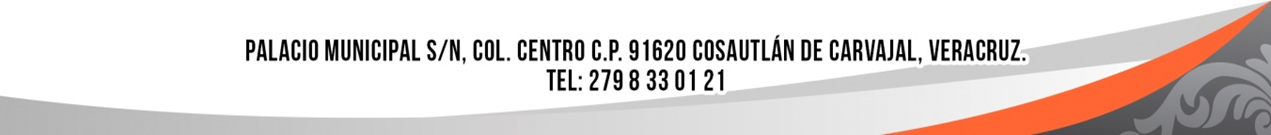 PALACIO MUNICIPAL S/N, COL. CENTRO C.P. 91620 COSAUTLÁN DE CARVAJAL, VERACRUZ.
TEL: 279 8 33 01 21